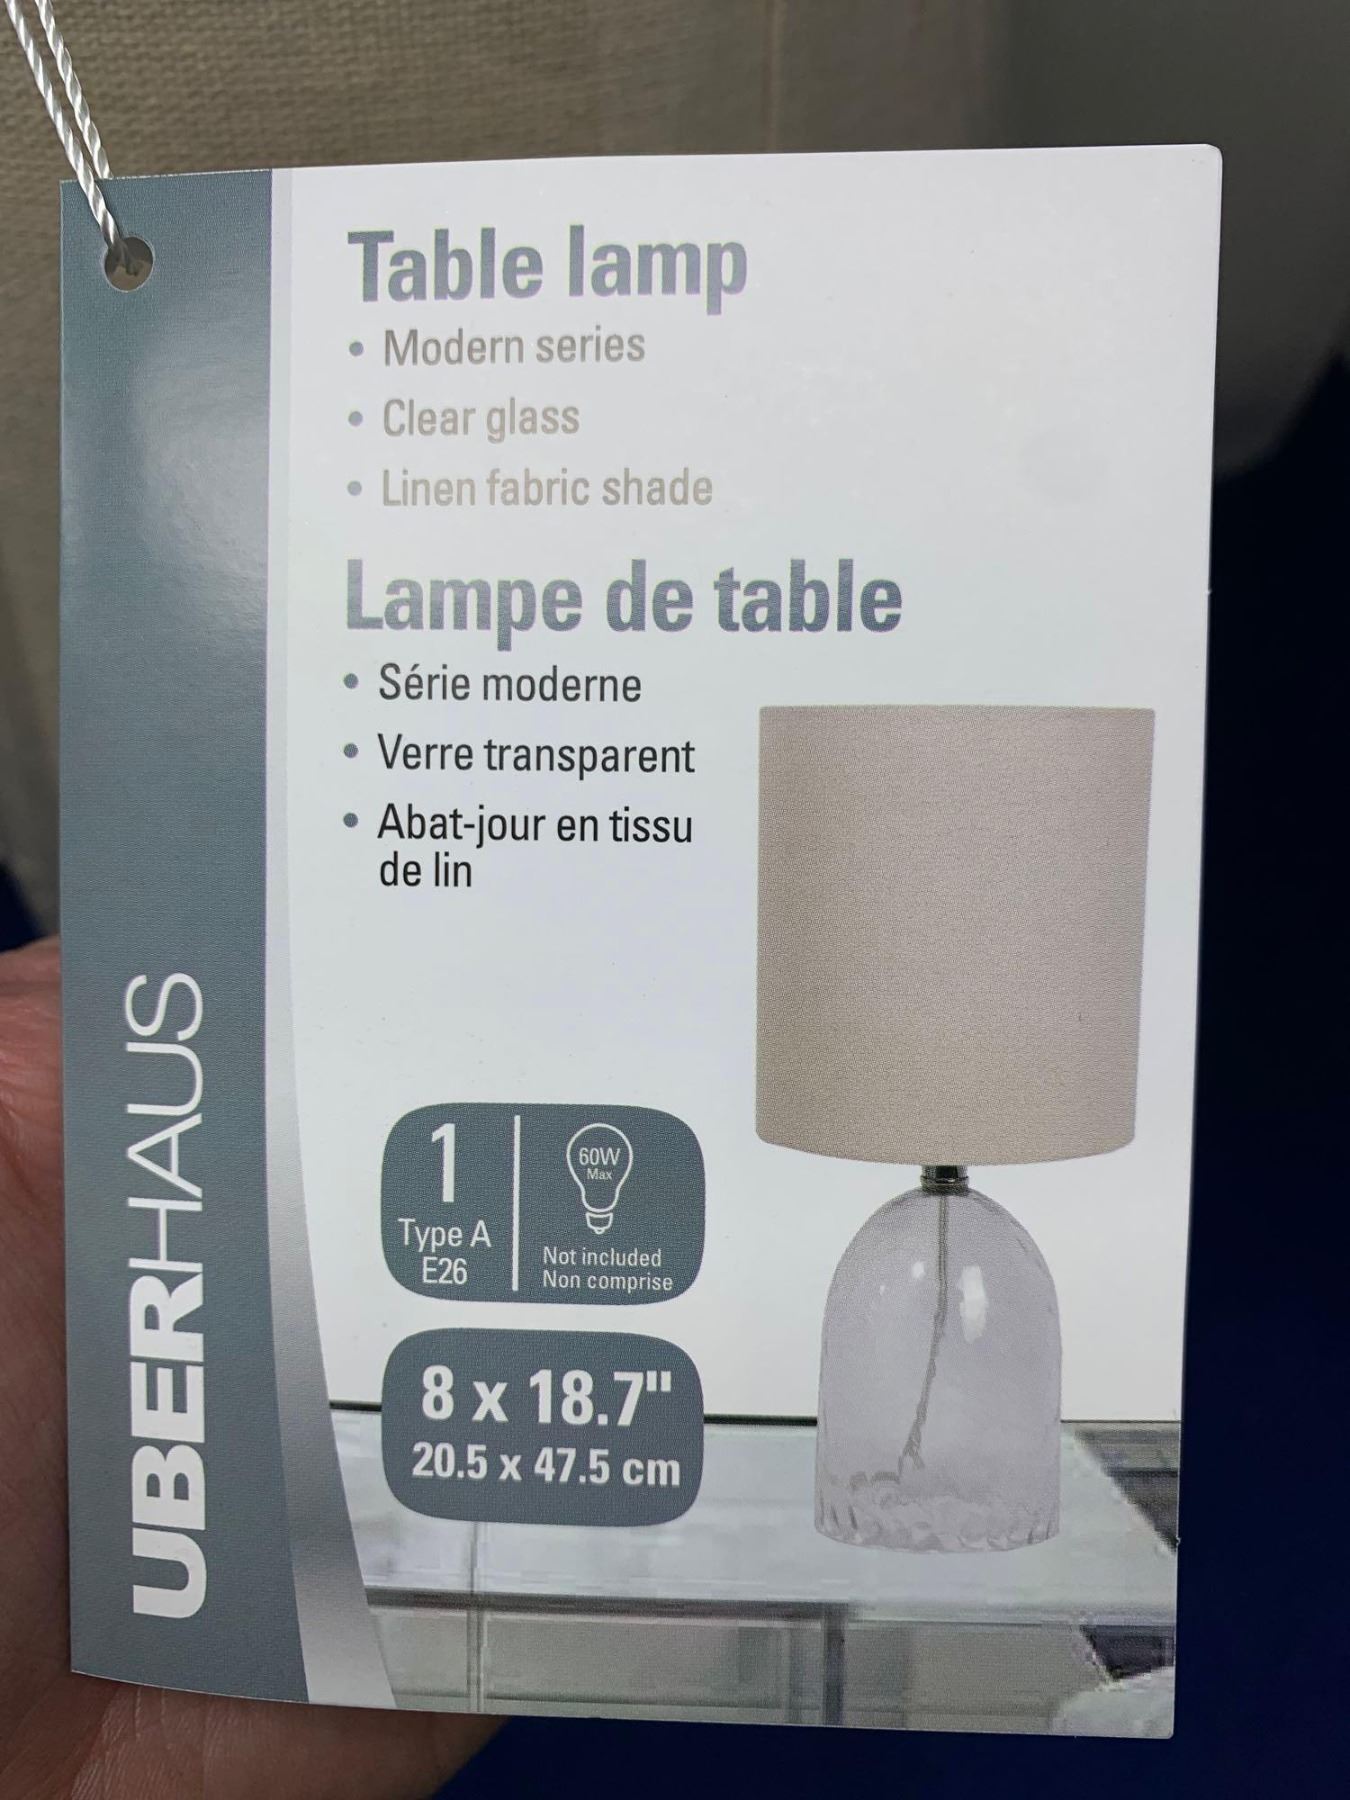 Table lamp
• Modern series
• Clear glass
• Linen fabric shade
Lampe de table
• Série moderne
• Verre transparent
• Abat-jour en tissu
de lin
UBERHAUS
1
Type A
E26
60W
Max
Not included
Non comprise
8 x 18.7"
20.5 x 47.5 cm